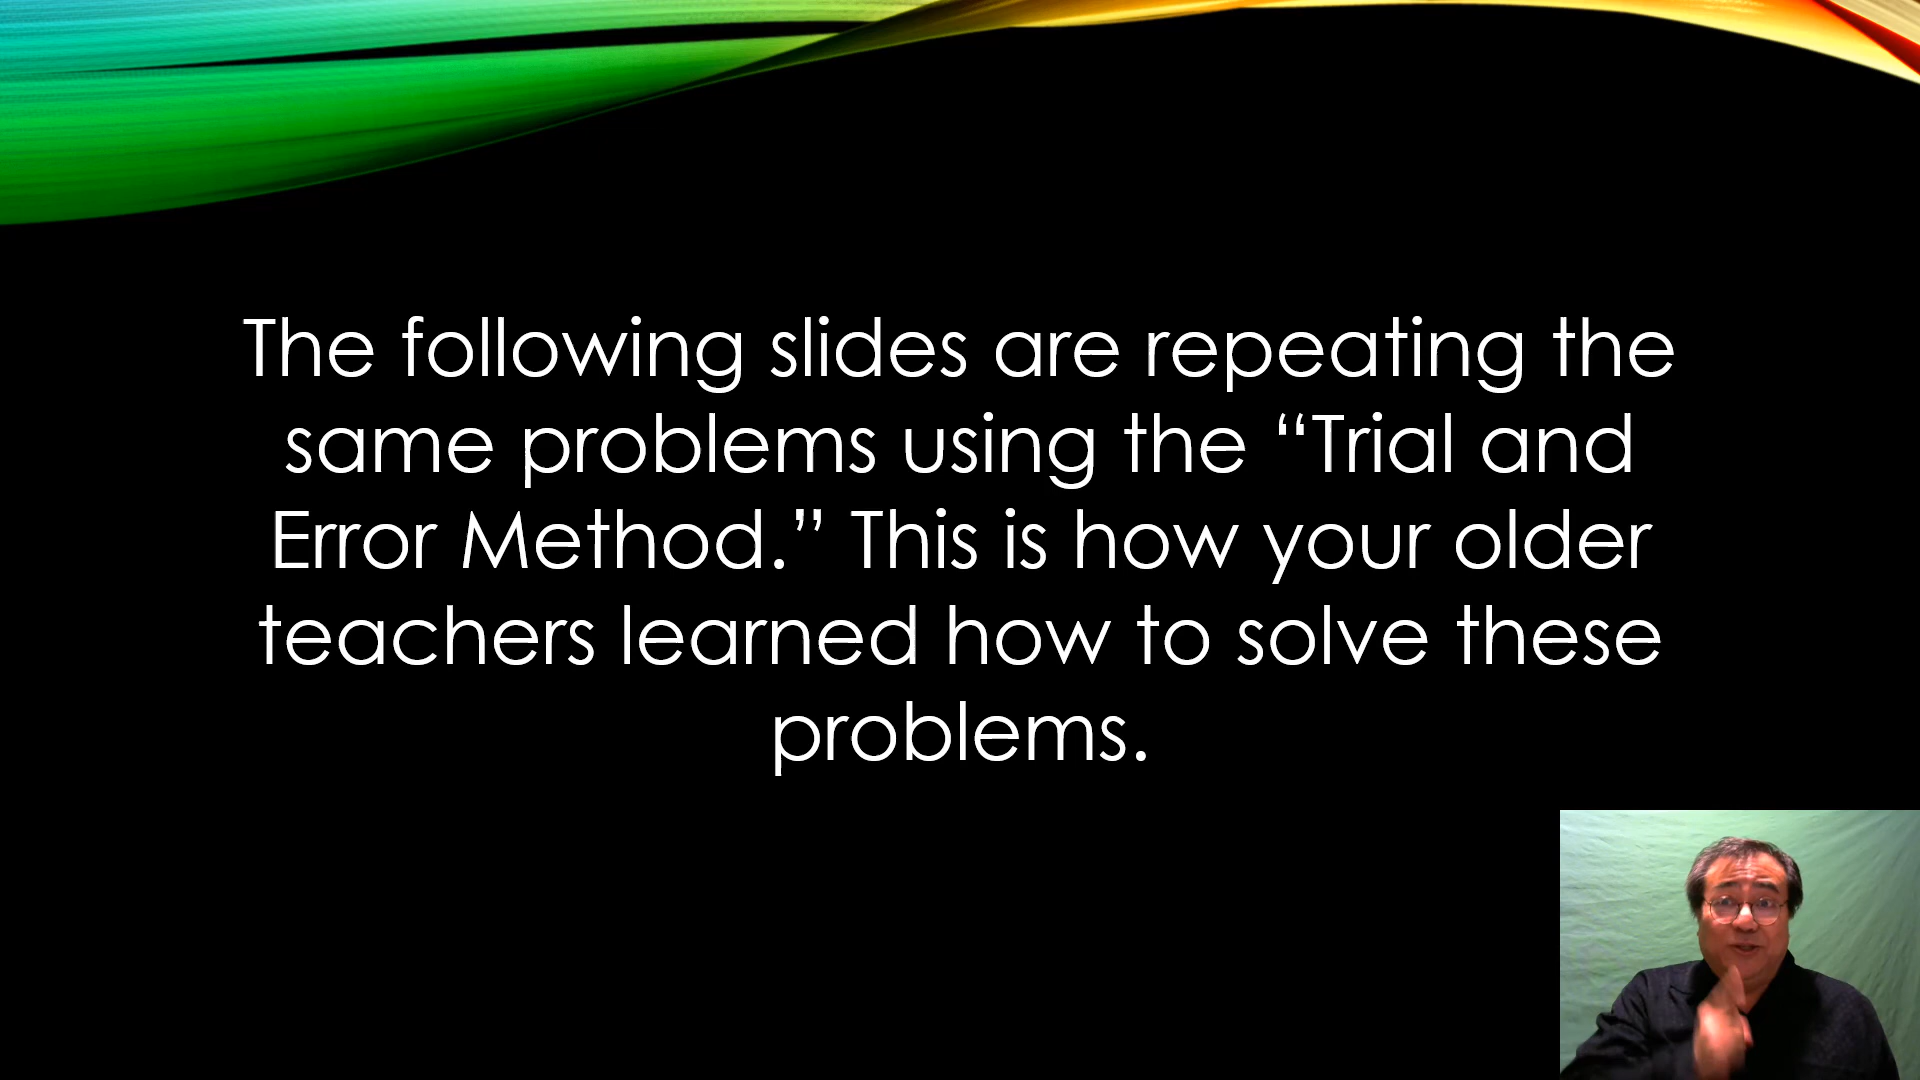 The following slides are repeating the
same problems using the “Trial and
Error Method.” This is how your older
teachers learned how to solve these
problems.